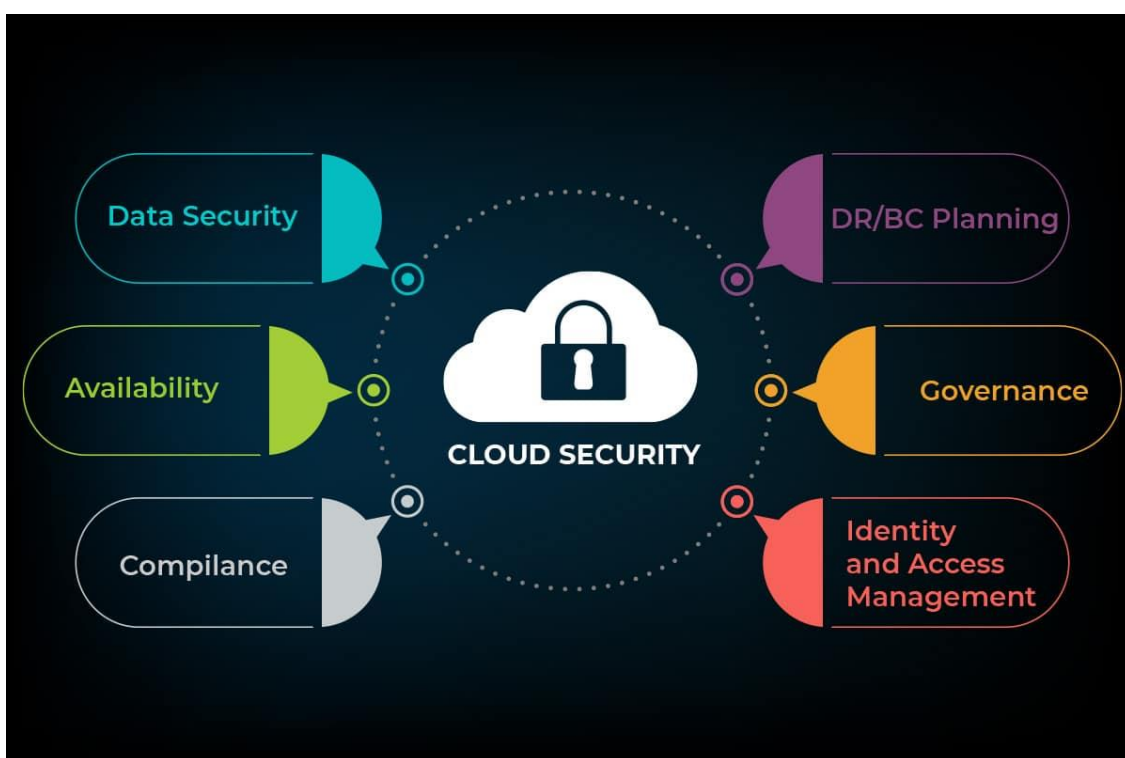 Data Security
DR/BC Planning
Availability
Governance
CLOUD SECURITY
Compilance
Identity
and Access
Management